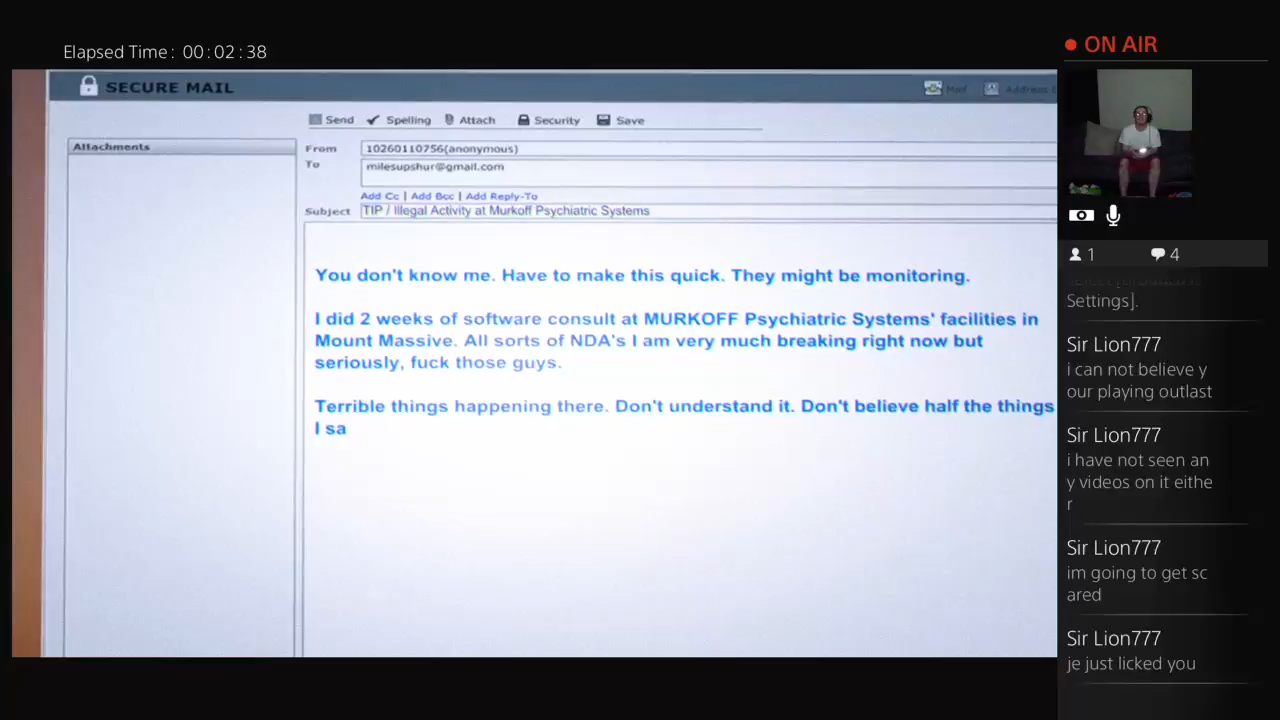 Elapsed Time: 00:02:38
ON AIR
SECURE MAIL
Mail
Address
Send Spelling Attach Security Save
Attachments
From 10260110756(anonymous)
To milesupshur@gmail.com
Add Cc | Add Bcc | Add Reply-To
Subject TIP / Illegal Activity at Murkoff Psychiatric Systems
You don't know me. Have to make this quick. They might be monitoring.
I did 2 weeks of software consult at MURKOFF Psychiatric Systems' facilities in
Mount Massive. All sorts of NDA's I am very much breaking right now but
seriously, fuck those guys.
Terrible things happening there. Don't understand it. Don't believe half the things
I sa
1 4
Settings].
Sir Lion777
i can not believe y
our playing outlast
Sir Lion777
i have not seen an
y videos on it eithe
r
Sir Lion777
im going to get sc
ared
Sir Lion777
je just licked you